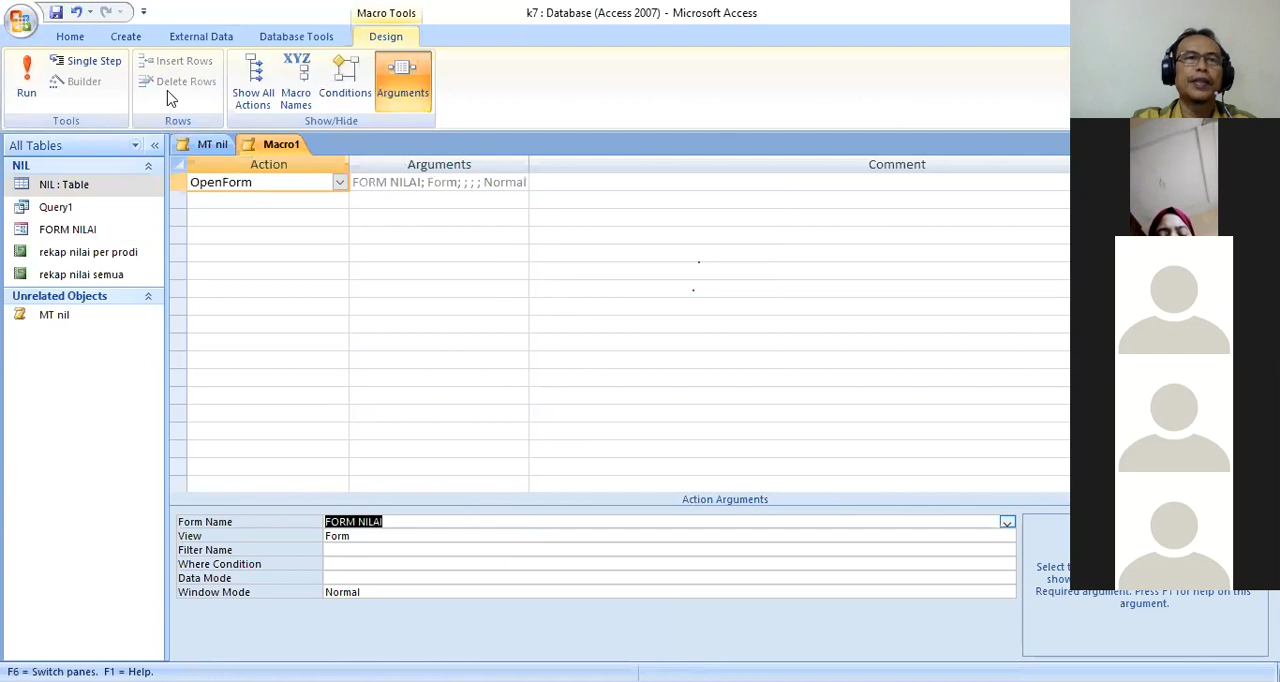 Macro Tools
k7 : Database (Access 2007) - Microsoft Access
Home Create External Data Database Tools Design
Run
Single Step
Builder
Tools
Insert Rows
Delete Rows
Rows
Show All Actions
XYZ
Macro Names
Conditions
Arguments
Show/Hide
All Tables
NIL
NIL : Table
Query1
FORM NILAI
rekap nilai per prodi
rekap nilai semua
Unrelated Objects
MT nil
MT nil Macro1
Action Arguments Comment
OpenForm FORM NILAI; Form; ; ; ; Normal
Action Arguments
Form Name FORM NILAI
View Form
Filter Name
Where Condition
Data Mode
Window Mode Normal
Select t
show
Required argument. Press F1 for help on this
argument.
F6 = Switch panes. F1 = Help.